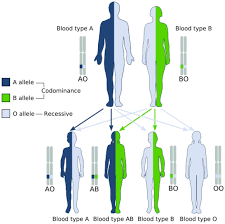 Blood type A
Blood type B
AO
BO
A allele
B allele
Codominance
O allele
Recessive
AO
AB
BO
OO
Blood type A
Blood type AB
Blood type B
Blood type O